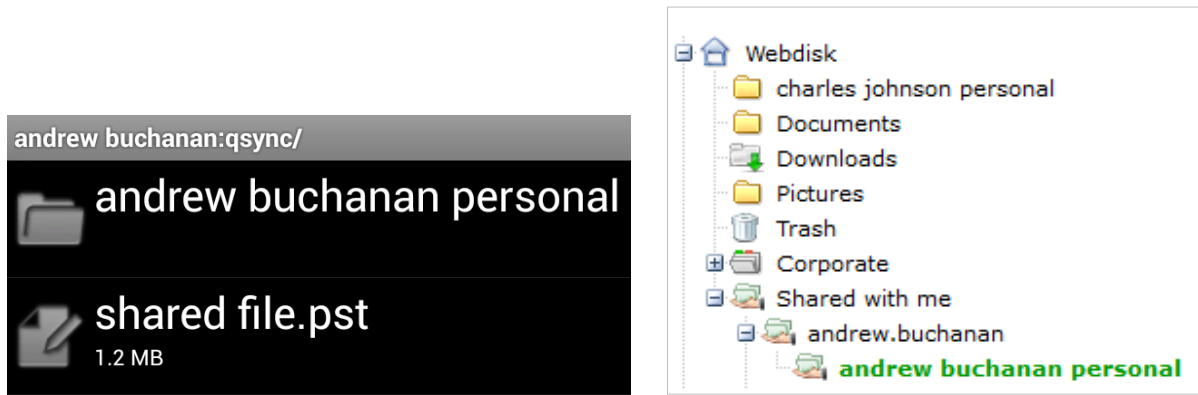 andrew buchanan:qsync/
andrew buchanan personal
shared file.pst
1.2 MB
Webdisk
charles johnson personal
Documents
Downloads
Pictures
Trash
Corporate
Shared with me
andrew.buchanan
andrew buchanan personal